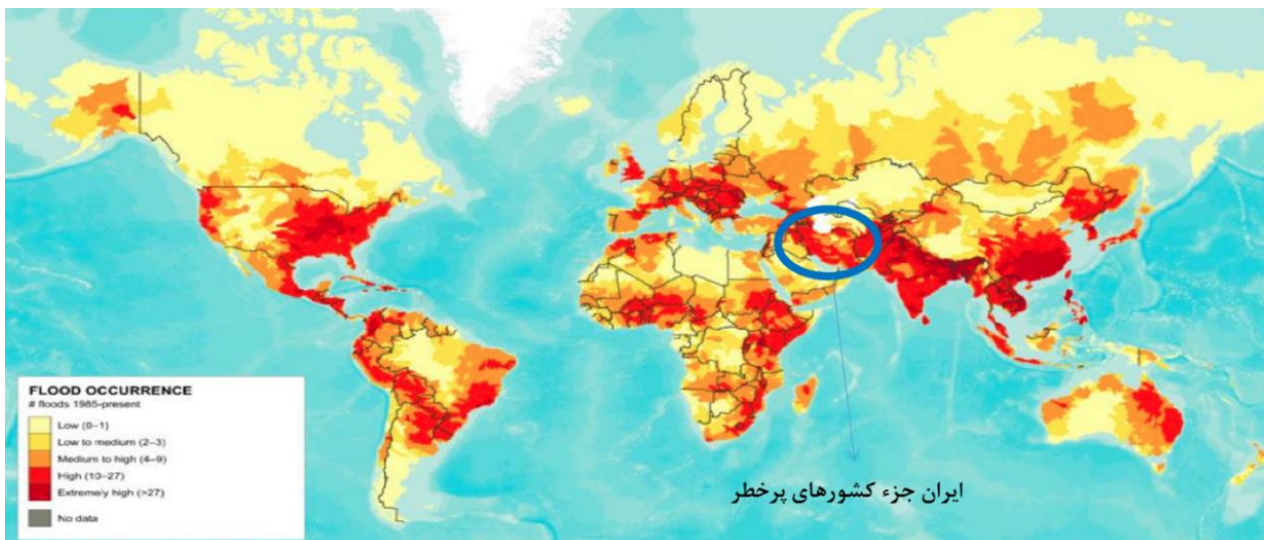 FLOOD OCCURRENCE
# floods 1985-present
Low (0–1)
Low to medium (2–3)
Medium to high (4–9)
High (10–27)
Extremely high (>27)
No data
ایران جزء کشورهای پرخطر